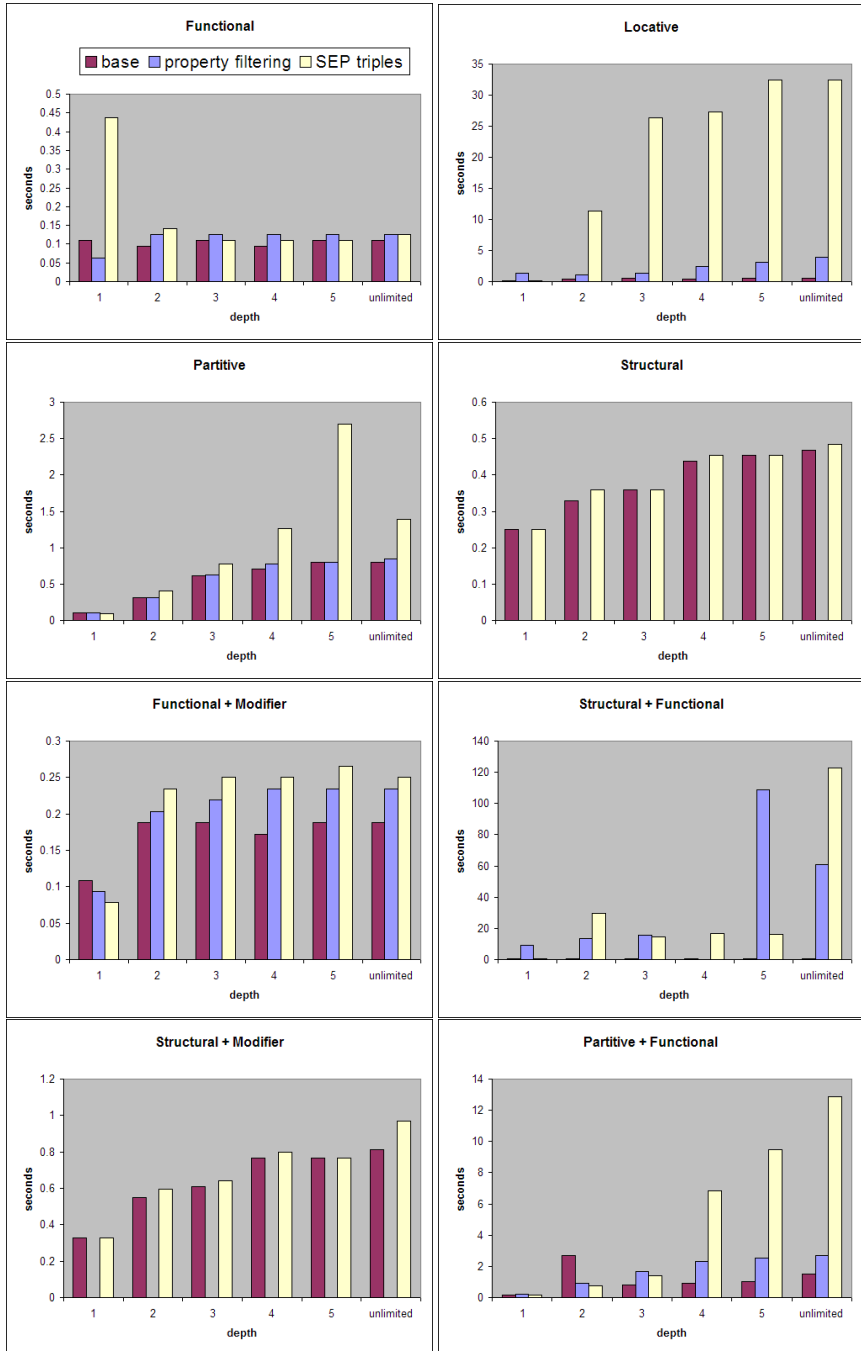 Functional
base property filtering SEP triples
0.5
0.45
0.4
0.35
0.3
0.25
0.2
0.15
0.1
0.05
0
seconds
1 2 3 4 5 unlimited
depth
Locative
35
30
25
20
15
10
5
0
seconds
1 2 3 4 5 unlimited
depth
Partitive
3
2.5
2
1.5
1
0.5
0
seconds
1 2 3 4 5 unlimited
depth
Structural
0.6
0.5
0.4
0.3
0.2
0.1
0
seconds
1 2 3 4 5 unlimited
depth
Functional + Modifier
0.3
0.25
0.2
0.15
0.1
0.05
0
seconds
1 2 3 4 5 unlimited
depth
Structural + Functional
140
120
100
80
60
40
20
0
seconds
1 2 3 4 5 unlimited
depth
Structural + Modifier
1.2
1
0.8
0.6
0.4
0.2
0
seconds
1 2 3 4 5 unlimited
depth
Partitive + Functional
14
12
10
8
6
4
2
0
seconds
1 2 3 4 5 unlimited
depth